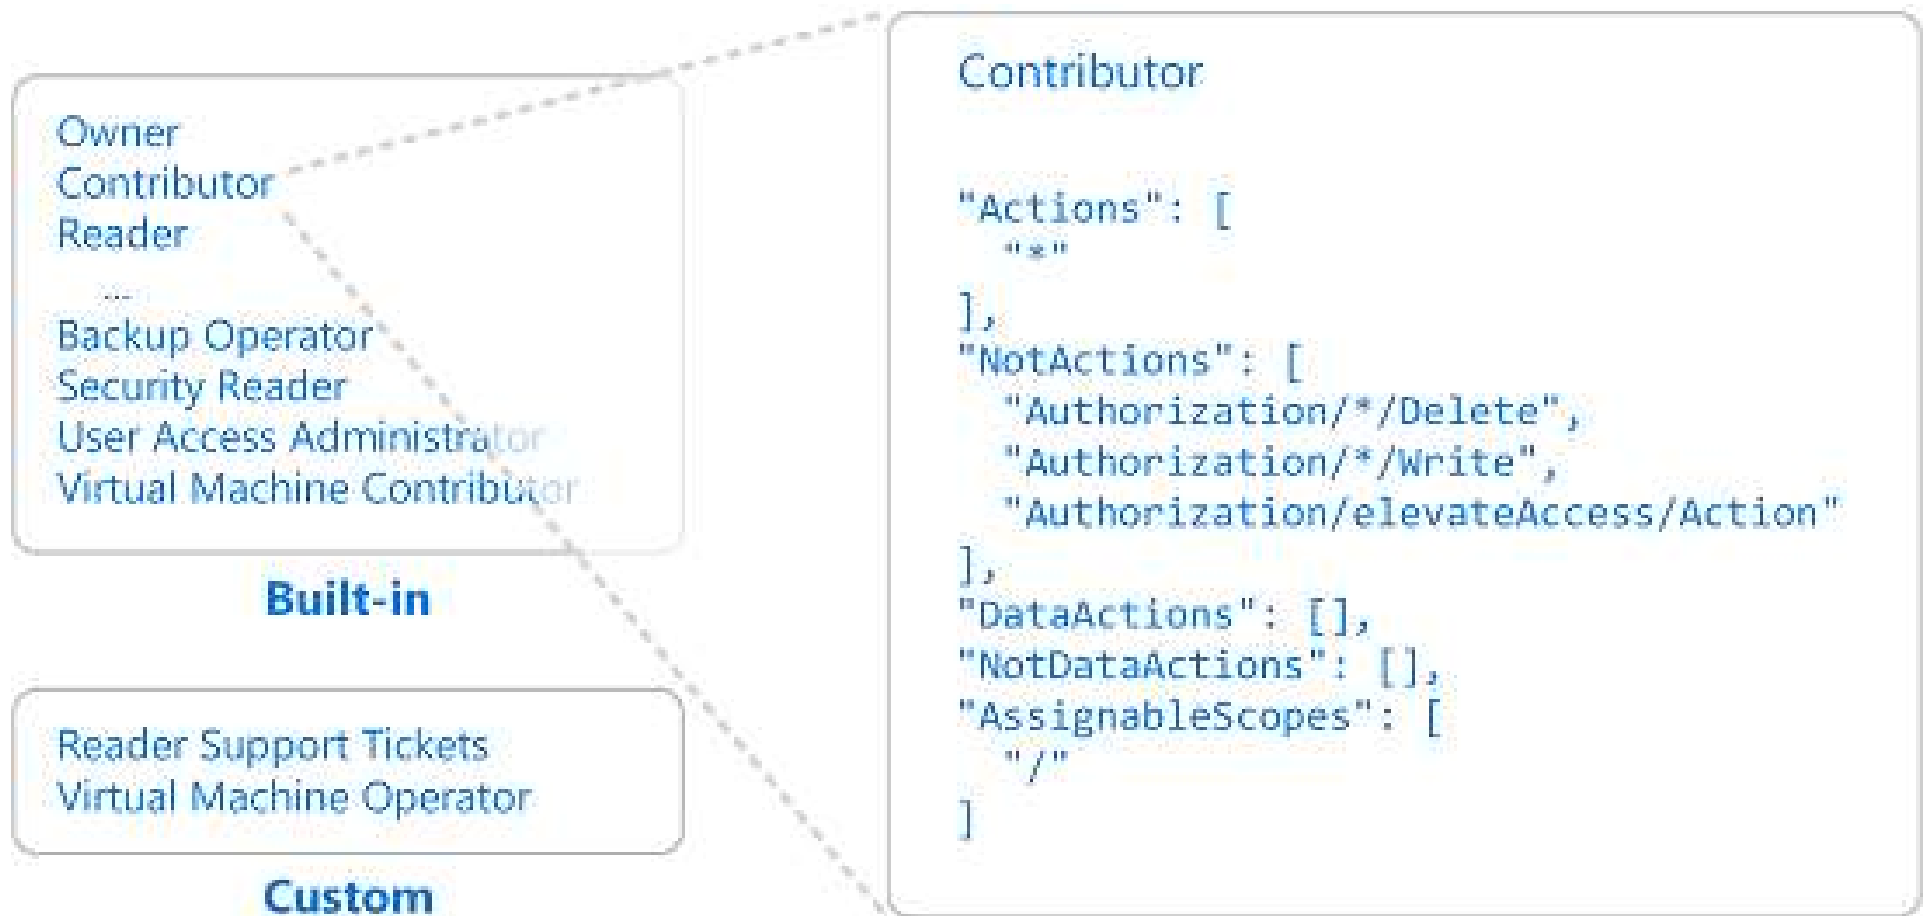 Owner
Contributor
Reader
...
Backup Operator
Security Reader
User Access Administrator
Virtual Machine Contributor
Built-in
Reader Support Tickets
Virtual Machine Operator
Custom
Contributor
"Actions": [
"*"
],
"NotActions": [
"Authorization/*/Delete",
"Authorization/*/Write",
"Authorization/elevateAccess/Action"
],
"DataActions": [],
"NotDataActions": [],
"AssignableScopes": [
"/"
]